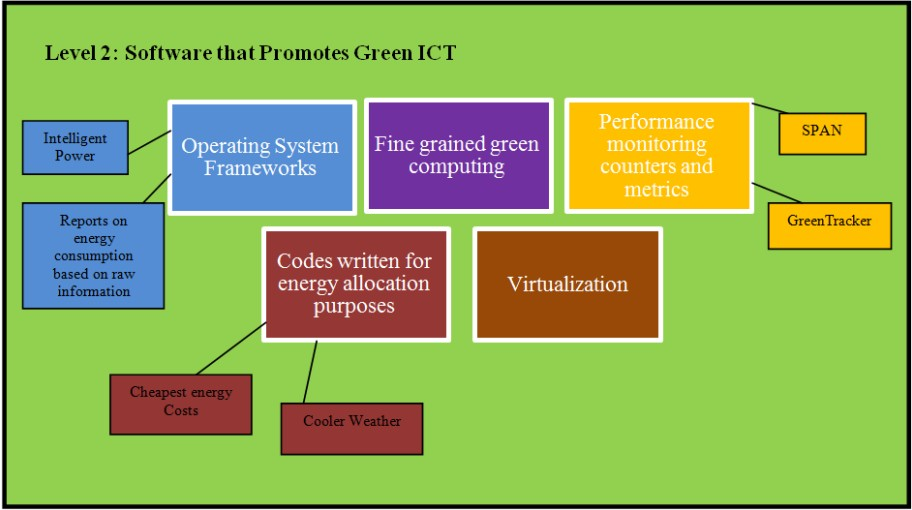 Level 2: Software that Promotes Green ICT
Intelligent
Power
Operating System
Frameworks
Reports on
energy
consumption
based on raw
information
Fine grained green
computing
Performance
monitoring
counters and
metrics
SPAN
GreenTracker
Codes written for
energy allocation
purposes
Cheapest energy
Costs
Cooler Weather
Virtualization